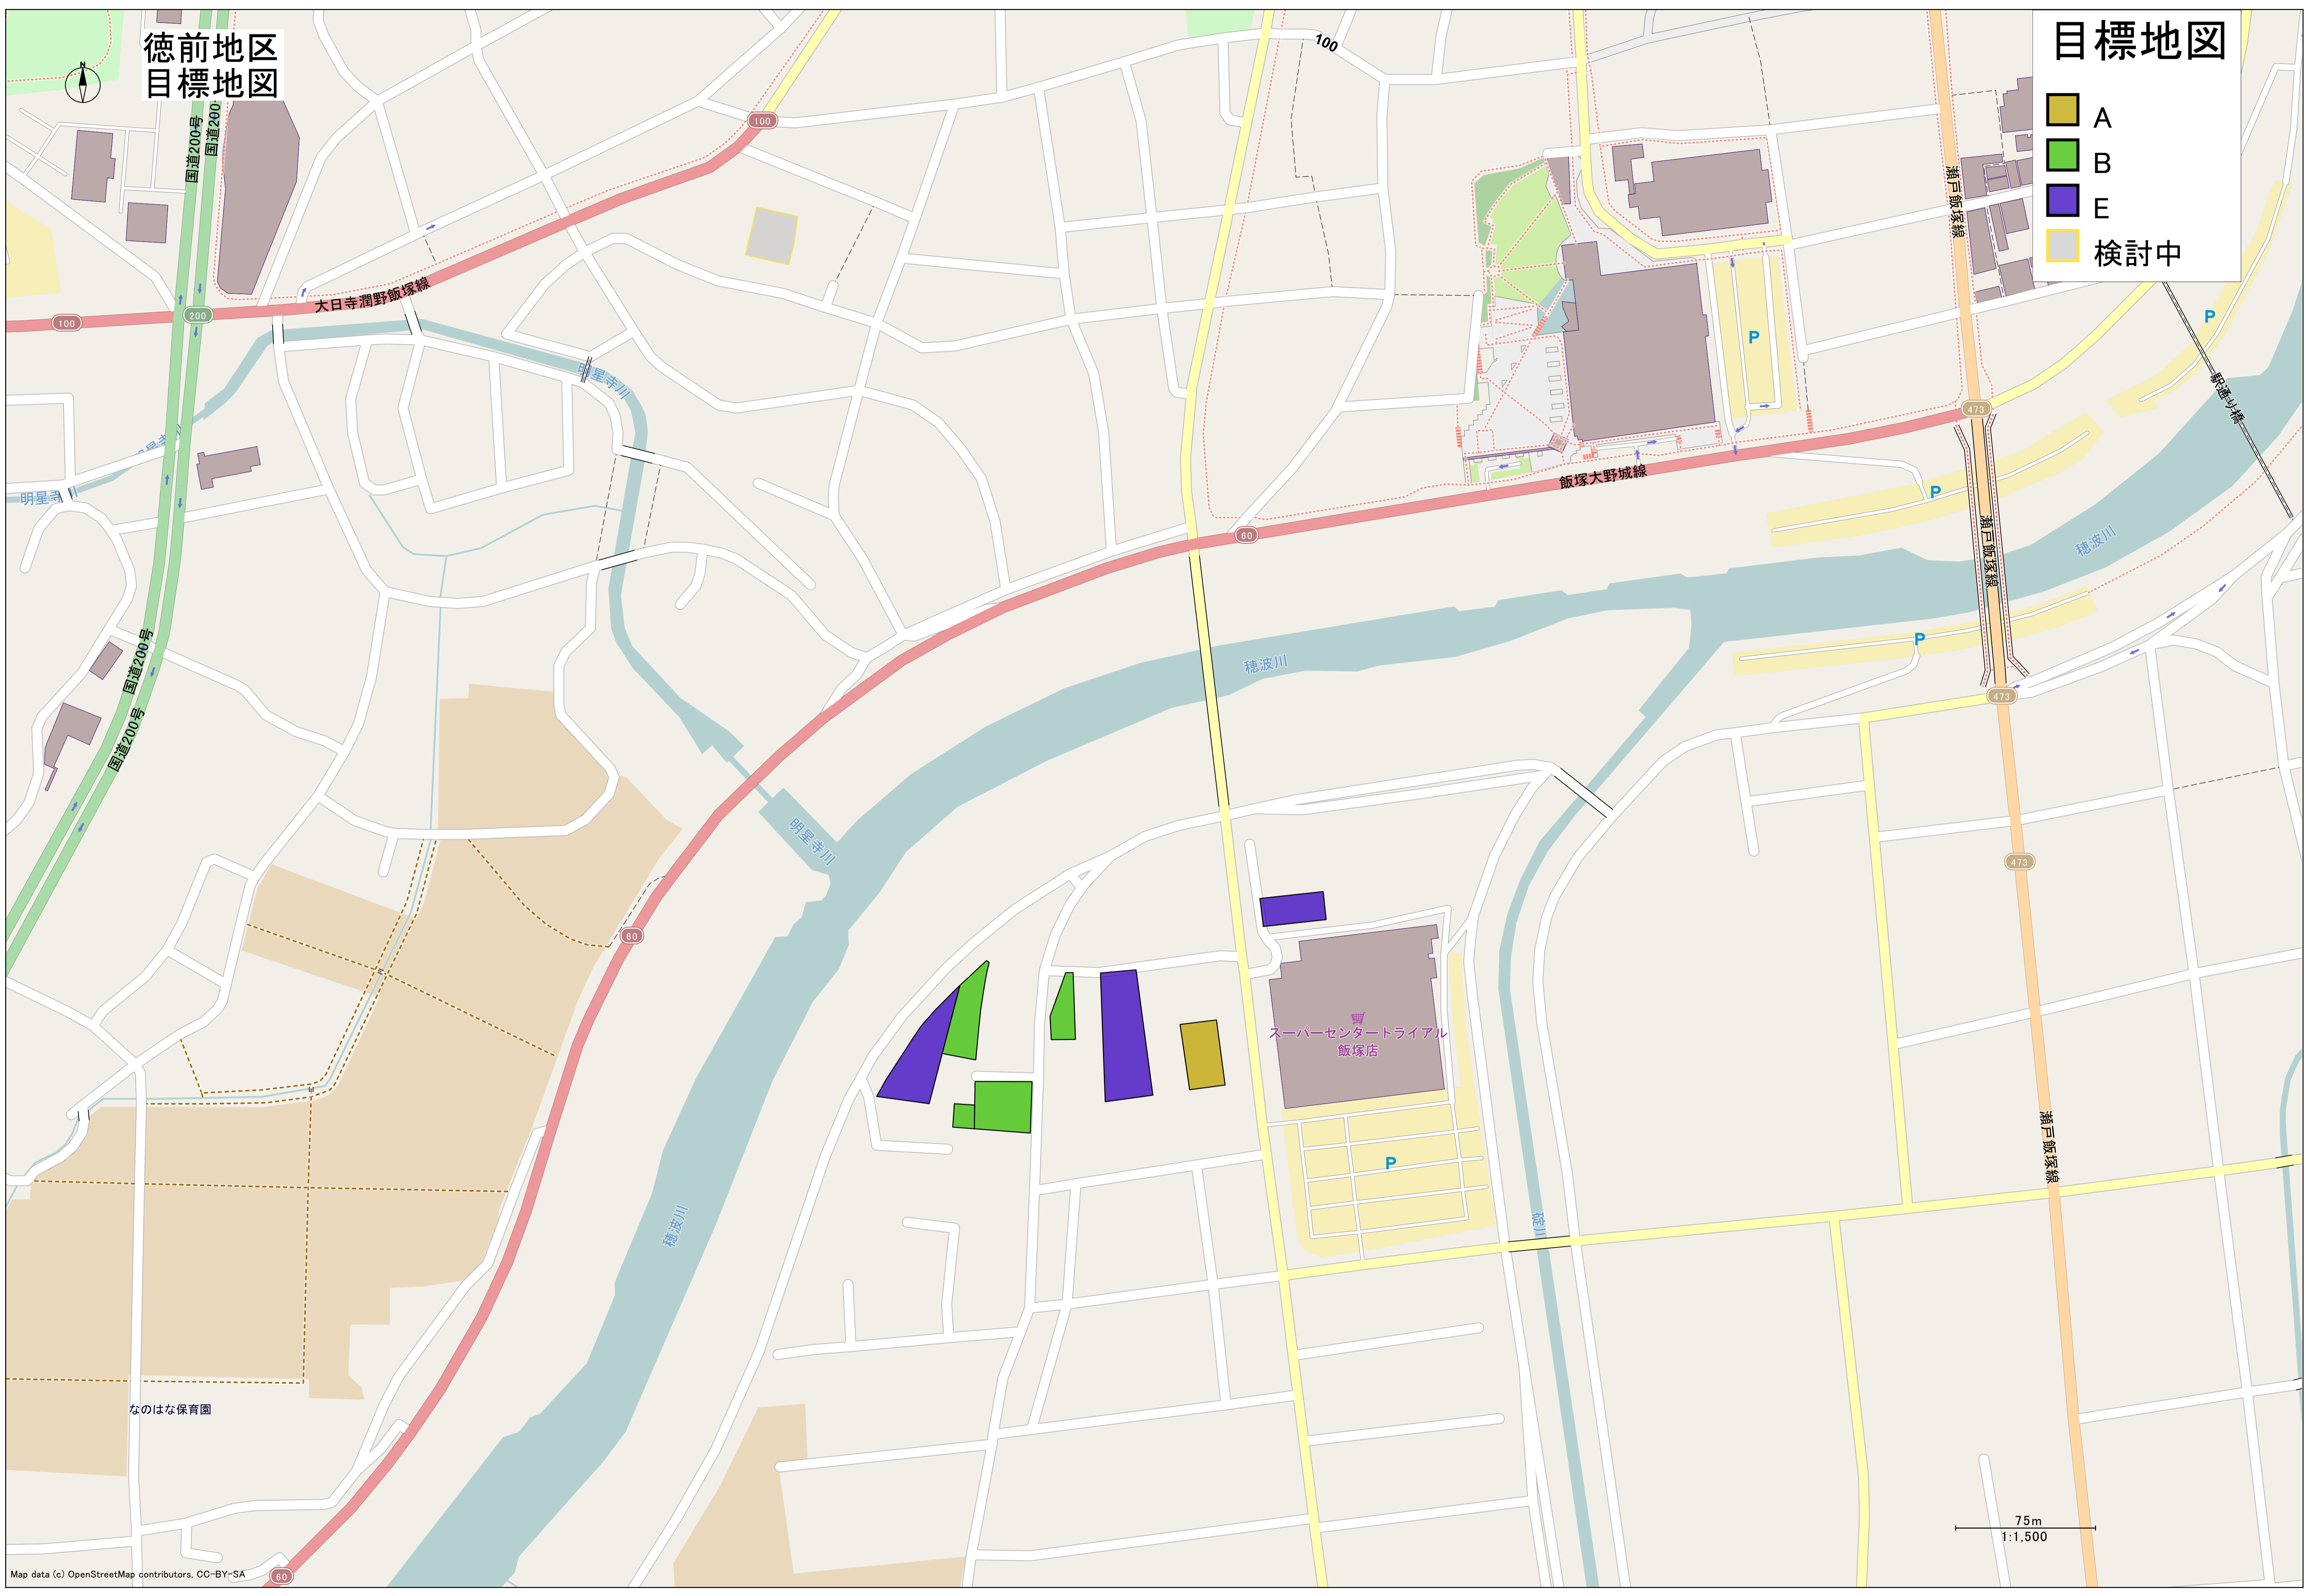 徳前地区
目標地図
N
目標地図
A
B
E
検討中
100
国道200号
国道200号
100
瀬戸飯塚線
大日寺潤野飯塚線
200
100
P
P
駅通り橋
明星寺川
473
明星寺川
飯塚大野城線
P
60
瀬戸飯塚線
穂波川
国道200号
P
穂波川
473
国道200号
明星寺川
473
60
スーパーセンタートライアル
飯塚店
瀬戸飯塚線
P
穂波川
碇川
なのはな保育園
75m
1:1,500
Map data (c) OpenStreetMap contributors, CC-BY-SA
60